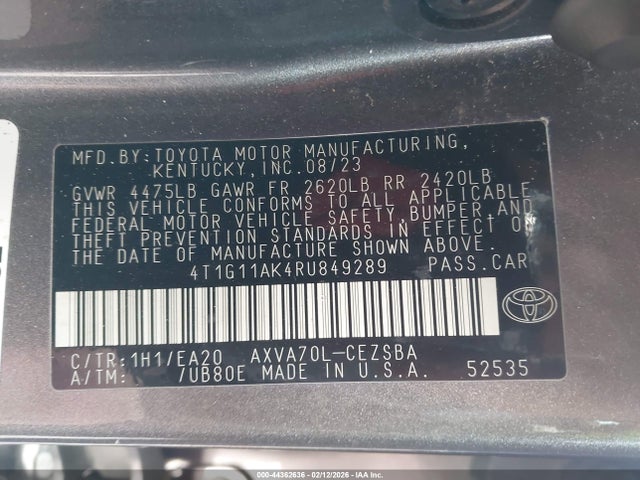 MFD.BY:TOYOTA MOTOR MANUFACTURING,
KENTUCKY,INC.08/23
GVWR 4475LB GAWR FR 2620LB RR 2420LB
THIS VEHICLE CONFORMS TO ALL APPLICABLE
FEDERAL MOTOR VEHICLE SAFETY,BUMPER,AND
THEFT PREVENTION STANDARDS IN EFFECT ON
THE DATE OF MANUFACTURE SHOWN ABOVE.
4T1G11AK4RU849289 PASS.CAR
C/TR:1H1/EA20 AXVA70L-CEZSBA
A/TM: /UB80E MADE IN U.S.A. 52535
000-44362636 - 02/12/2026 - IAAI.COM